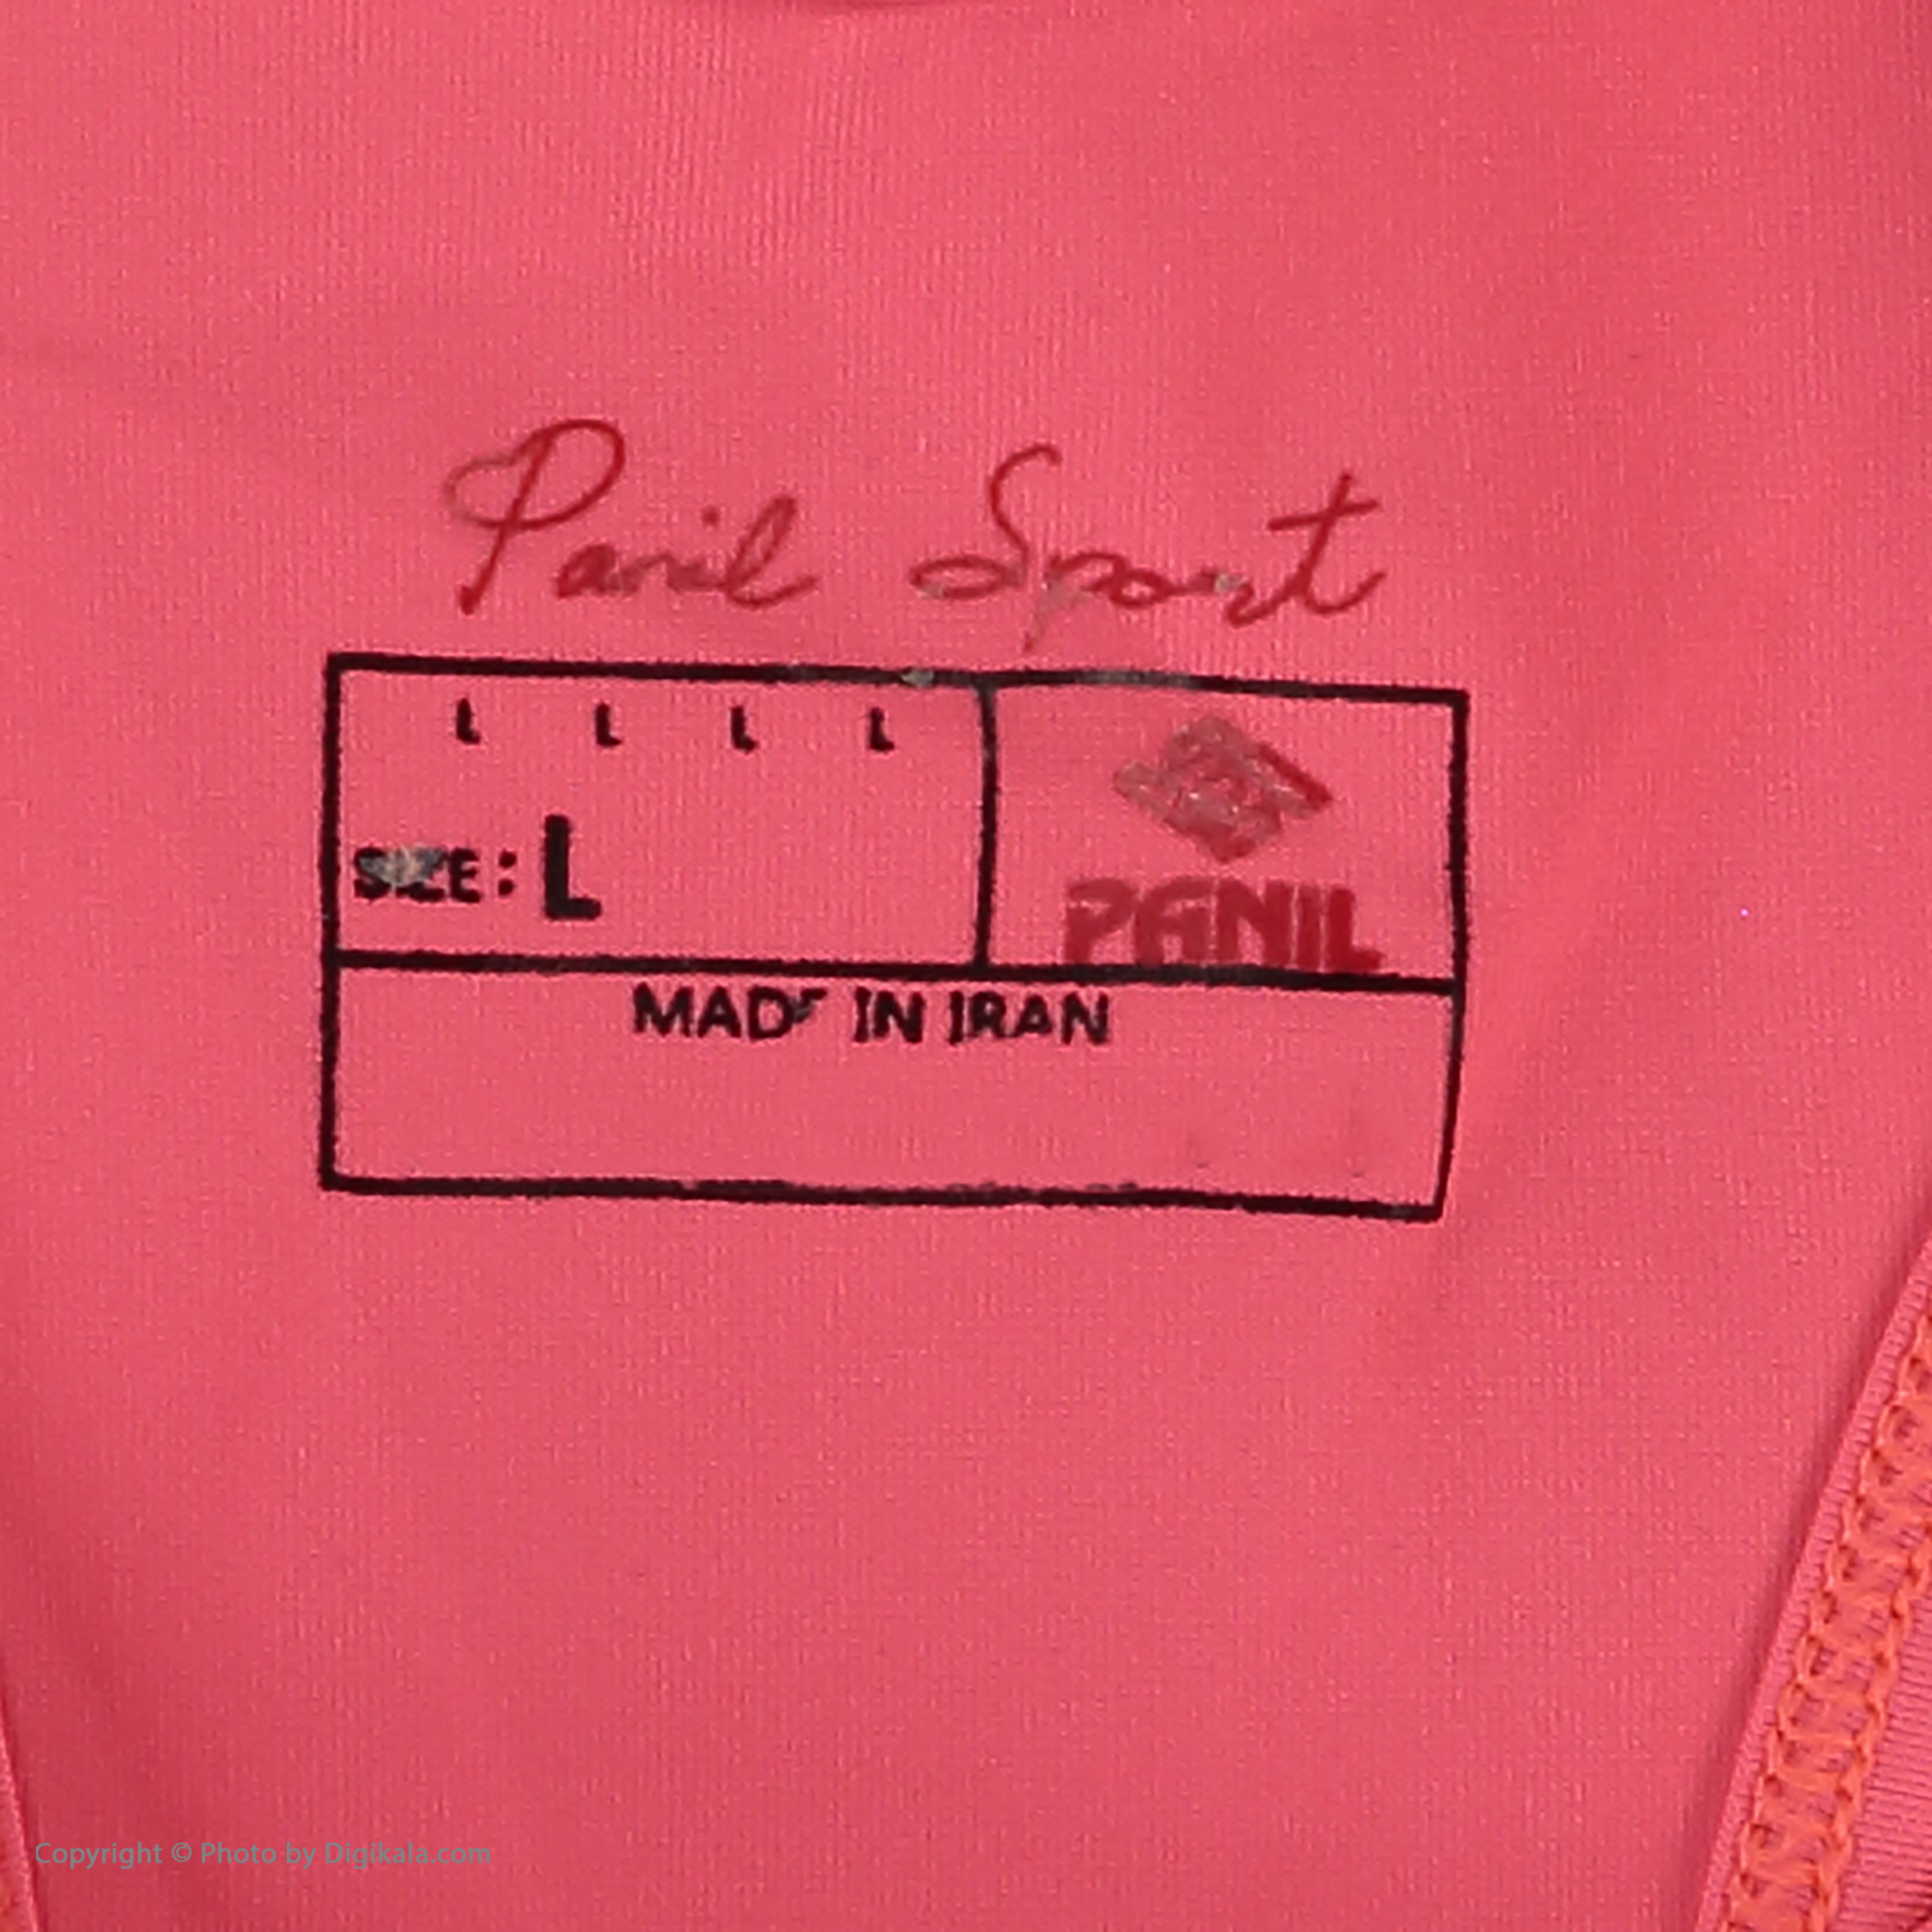 Panil Sport
L L L L
SIZE: L
PANIL
MADE IN IRAN
Copyright © Photo by Digikala.com